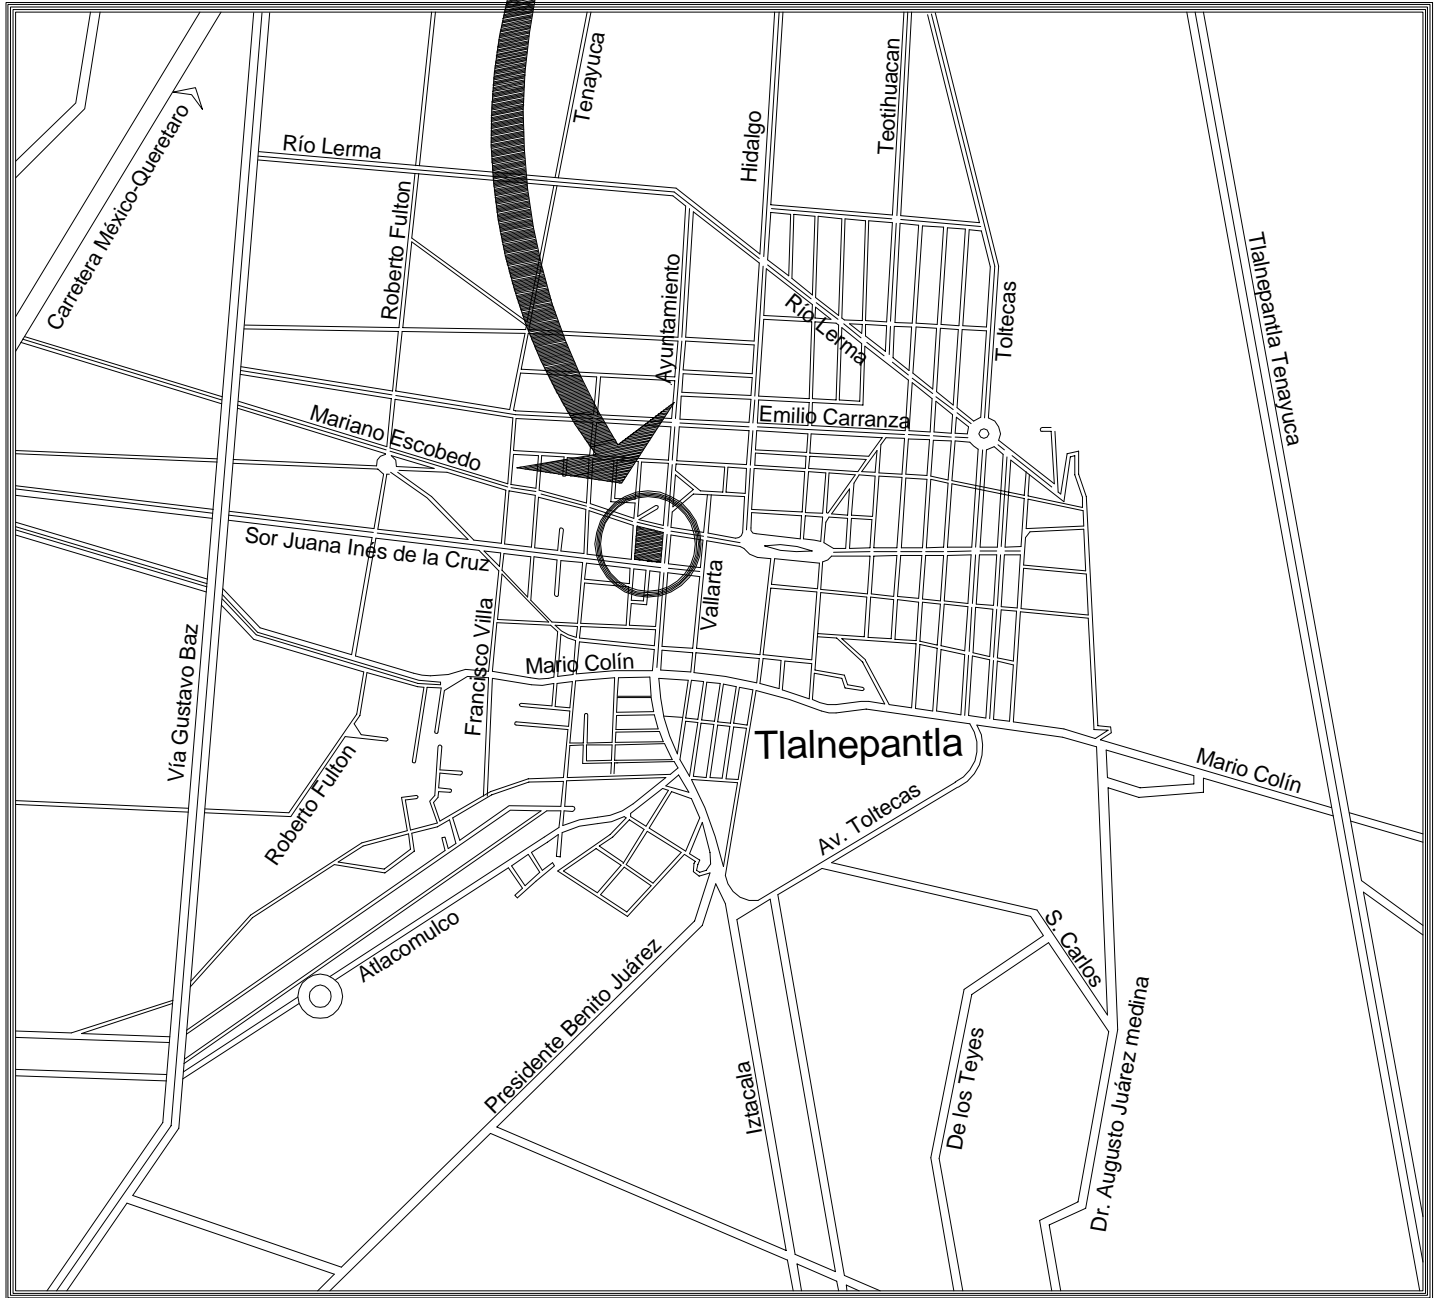 Tenayuca
Teotihuacan
Hidalgo
Río Lerma
Carretera México-Queretaro
Roberto Fulton
Ayuntamiento
Tlalnepantla Tenayuca
Toltecas
Río Lerma
Emilio Carranza
Mariano Escobedo
Sor Juana Inés de la Cruz
Vallarta
Francisco Villa
Vía Gustavo Baz
Mario Colín
Tlalnepantla
Mario Colín
Roberto Fulton
Av. Toltecas
Atlacomulco
S. Carlos
Presidente Benito Juárez
Iztacala
De los Teyes
Dr. Augusto Juárez medina